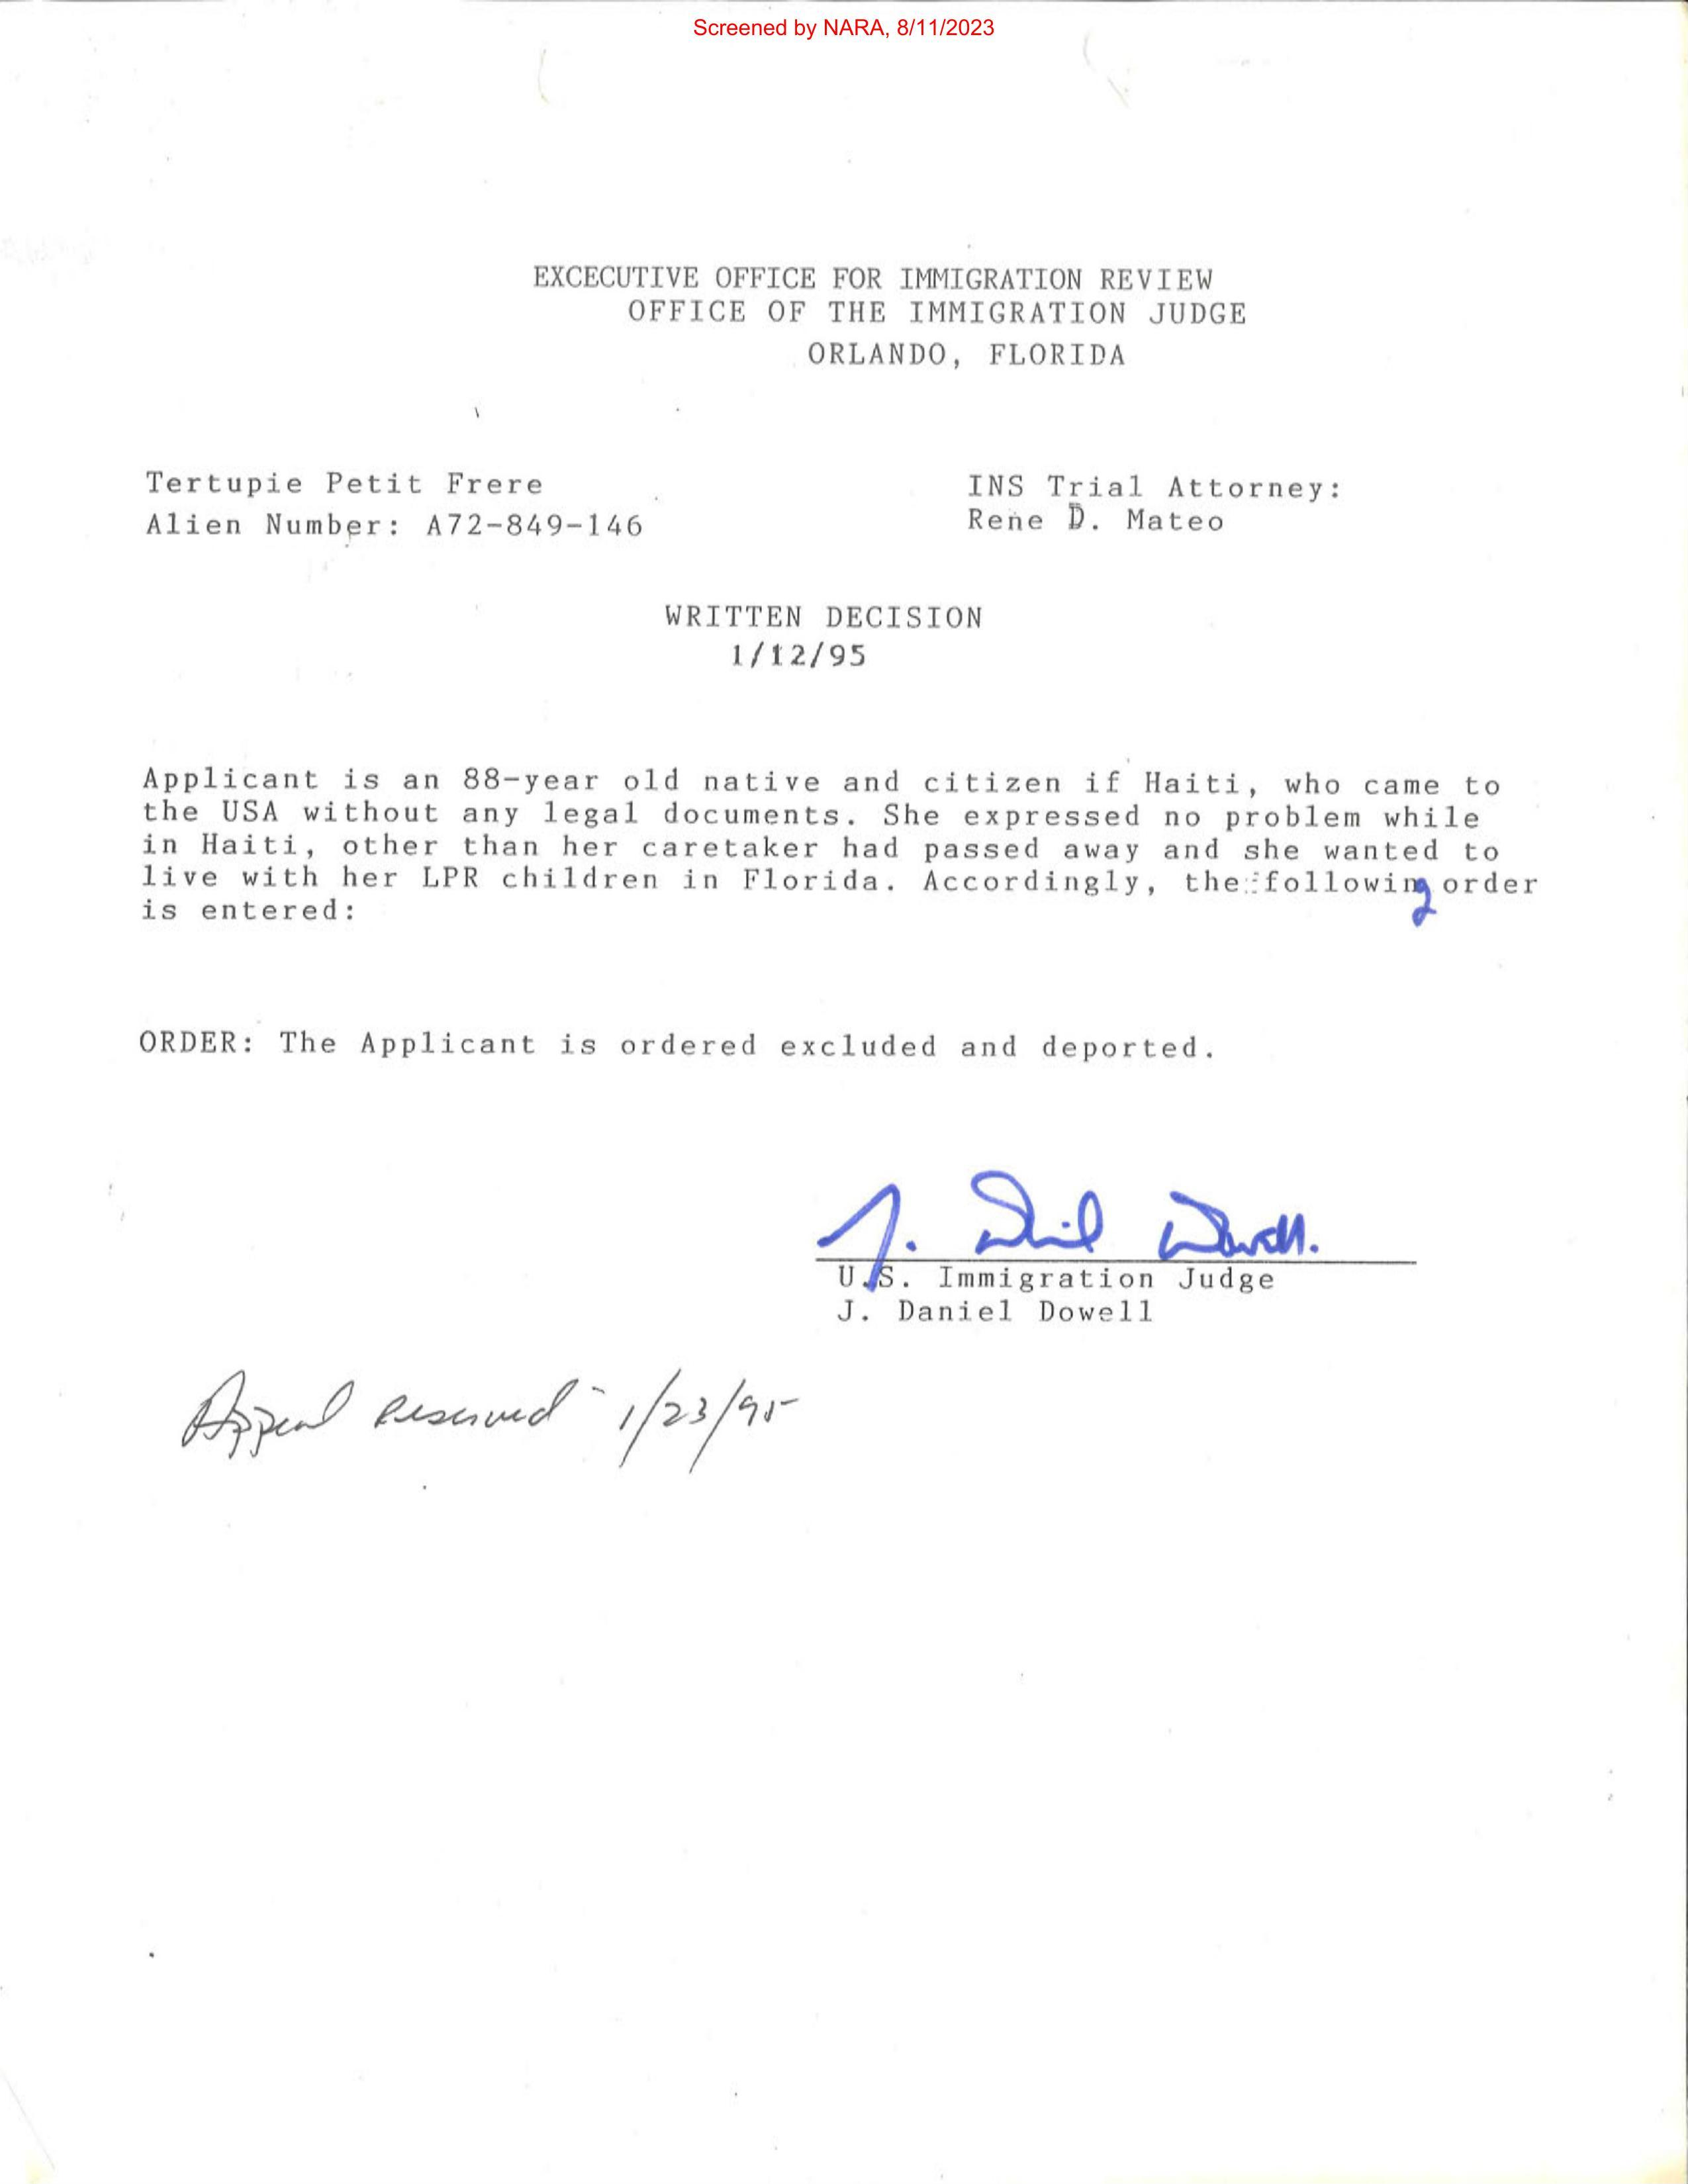 Screened by NARA, 8/11/2023
EXCECUTIVE OFFICE FOR IMMIGRATION REVIEW
OFFICE OF THE IMMIGRATION JUDGE
ORLANDO, FLORIDA
Tertupie Petit Frere
Alien Number: A72-849-146
INS Trial Attorney:
Rene D. Mateo
WRITTEN DECISION
1/12/95
Applicant is an 88-year old native and citizen if Haiti, who came to
the USA without any legal documents. She expressed no problem while
in Haiti, other than her caretaker had passed away and she wanted to
live with her LPR children in Florida. Accordingly, the following order
is entered:
ORDER: The Applicant is ordered excluded and deported.
J. Daniel Dowell.
U.S. Immigration Judge
J. Daniel Dowell
Appeal reserved - 1/23/95